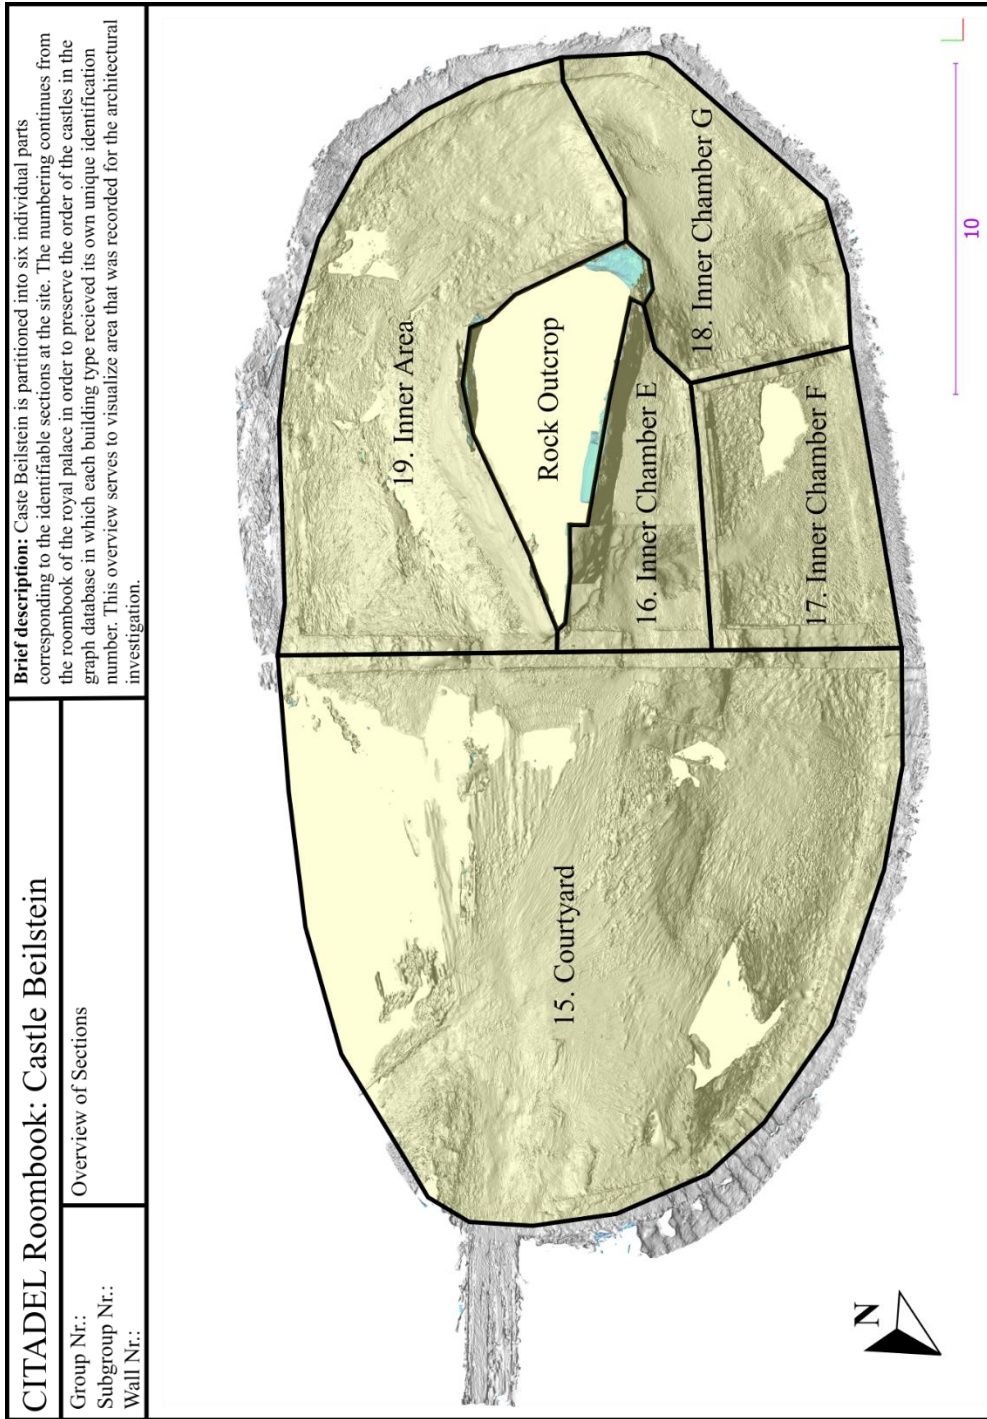 CITADEL Roombook: Castle Beilstein
Group Nr.:
Subgroup Nr.:
Wall Nr.:
Overview of Sections
Brief description: Caste Beilstein is partitioned into six individual parts
corresponding to the identifiable sections at the site. The numbering continues from
the roombook of the royal palace in order to preserve the order of the castles in the
graph database in which each building type recieved its own unique identification
number. This overview serves to visualize area that was recorded for the architectural
investigation.
19. Inner Area
Rock Outcrop
18. Inner Chamber G
16. Inner Chamber E
17. Inner Chamber F
15. Courtyard
10
N